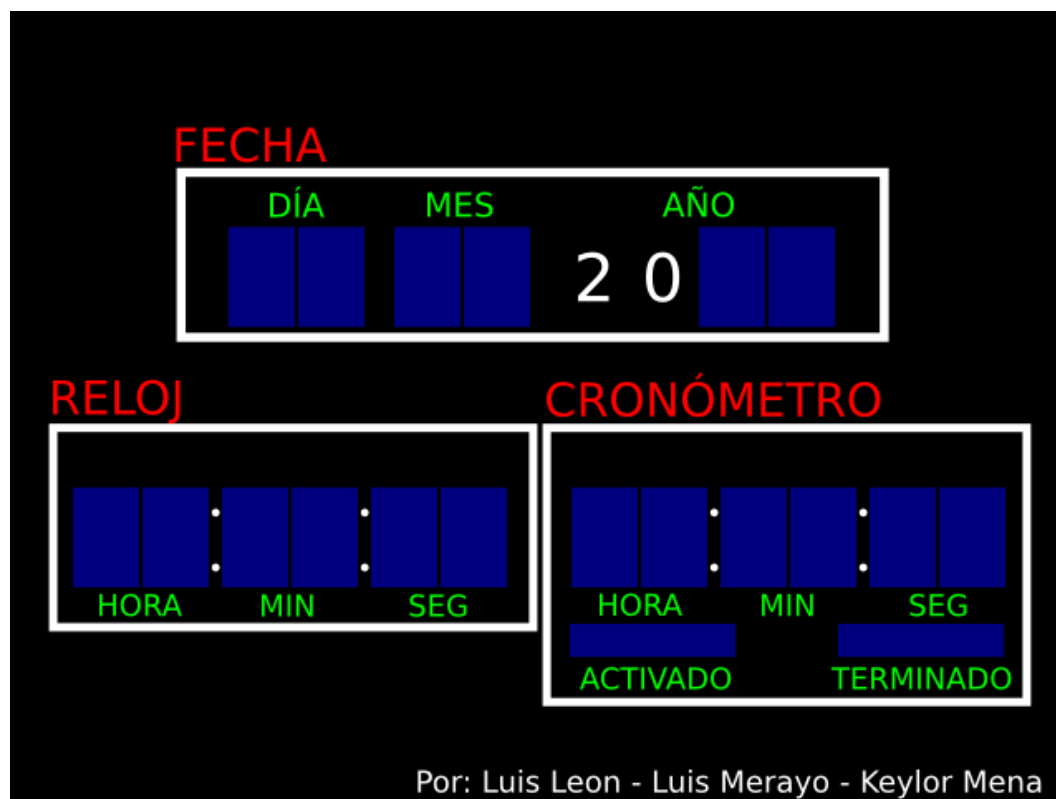 FECHA
DÍA MES AÑO
2 0
RELOJ CRONÓMETRO
: : : :
HORA MIN SEG HORA MIN SEG
ACTIVADO TERMINADO
Por: Luis Leon - Luis Merayo - Keylor Mena